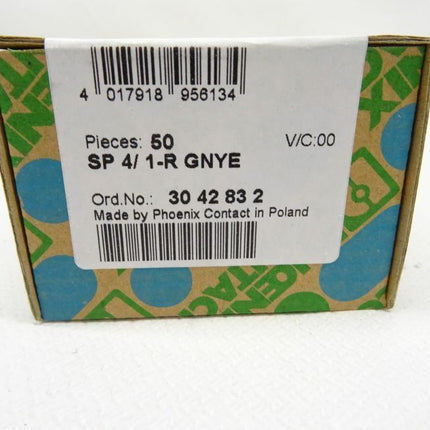 4 017918 956134
Pieces: 50 V/C:00
SP 4/ 1-R GNYE
Ord.No.: 30 42 83 2
Made by Phoenix Contact in Poland